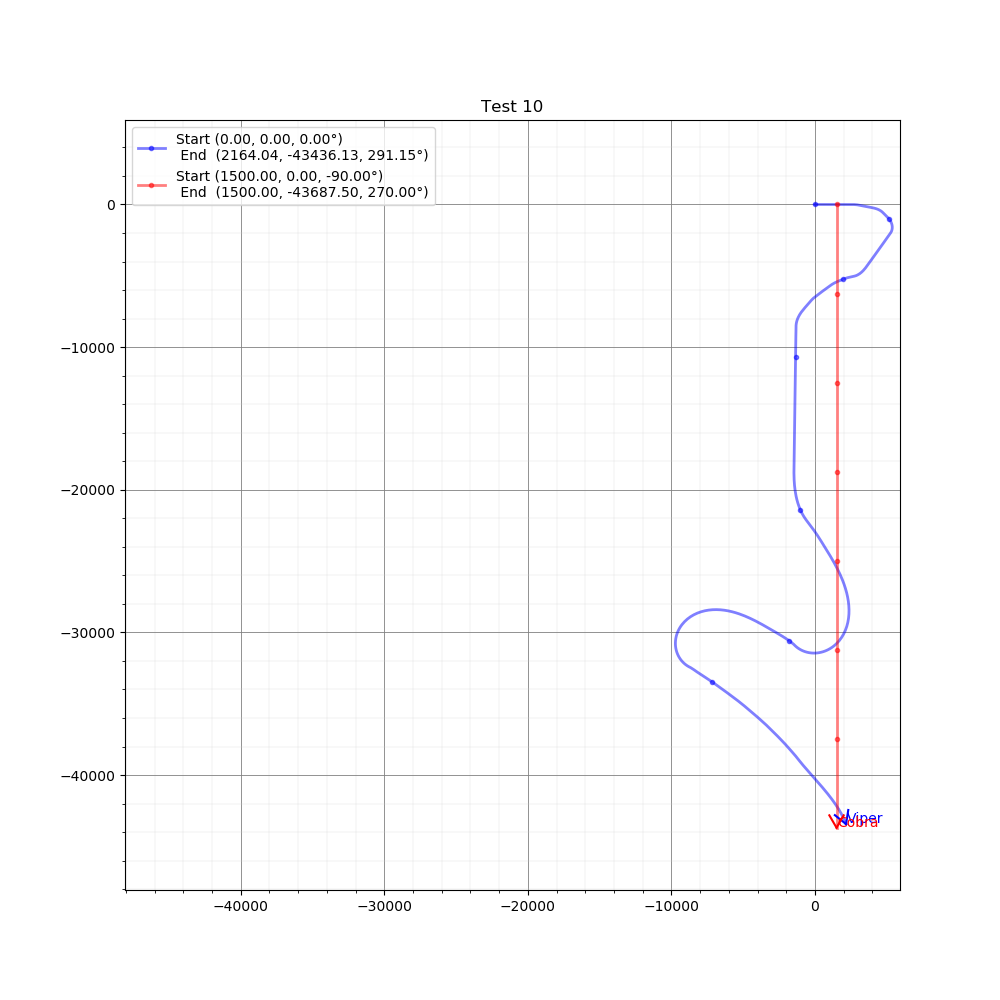 Test 10
Start (0.00, 0.00, 0.00°)
End  (2164.04, -43436.13, 291.15°)
Start (1500.00, 0.00, -90.00°)
End  (1500.00, -43687.50, 270.00°)
0
−10000
−20000
−30000
−40000
Viper
Cobra
−40000 −30000 −20000 −10000 0